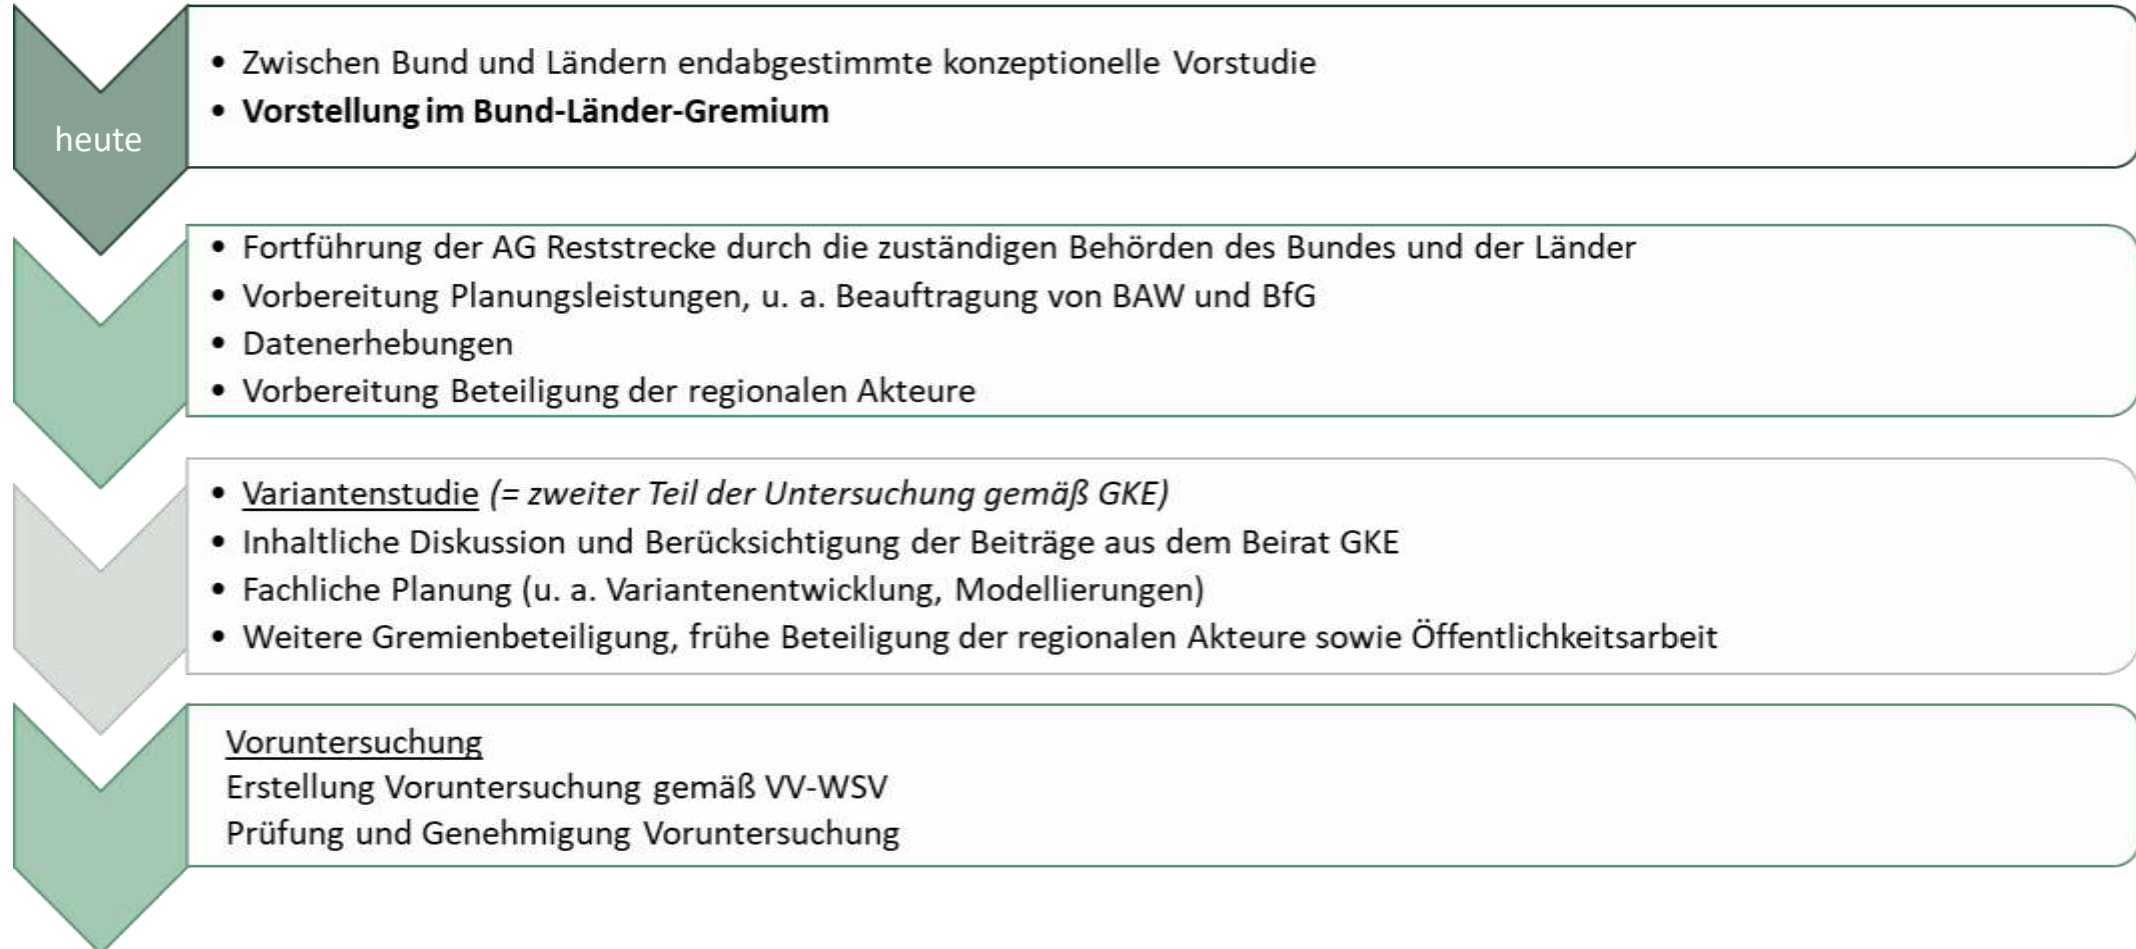 heute
• Zwischen Bund und Ländern endabgestimmte konzeptionelle Vorstudie
• Vorstellung im Bund-Länder-Gremium
• Fortführung der AG Reststrecke durch die zuständigen Behörden des Bundes und der Länder
• Vorbereitung Planungsleistungen, u. a. Beauftragung von BAW und BfG
• Datenerhebungen
• Vorbereitung Beteiligung der regionalen Akteure
• Variantenstudie (= zweiter Teil der Untersuchung gemäß GKE)
• Inhaltliche Diskussion und Berücksichtigung der Beiträge aus dem Beirat GKE
• Fachliche Planung (u. a. Variantenentwicklung, Modellierungen)
• Weitere Gremienbeteiligung, frühe Beteiligung der regionalen Akteure sowie Öffentlichkeitsarbeit
Voruntersuchung
Erstellung Voruntersuchung gemäß VV-WSV
Prüfung und Genehmigung Voruntersuchung